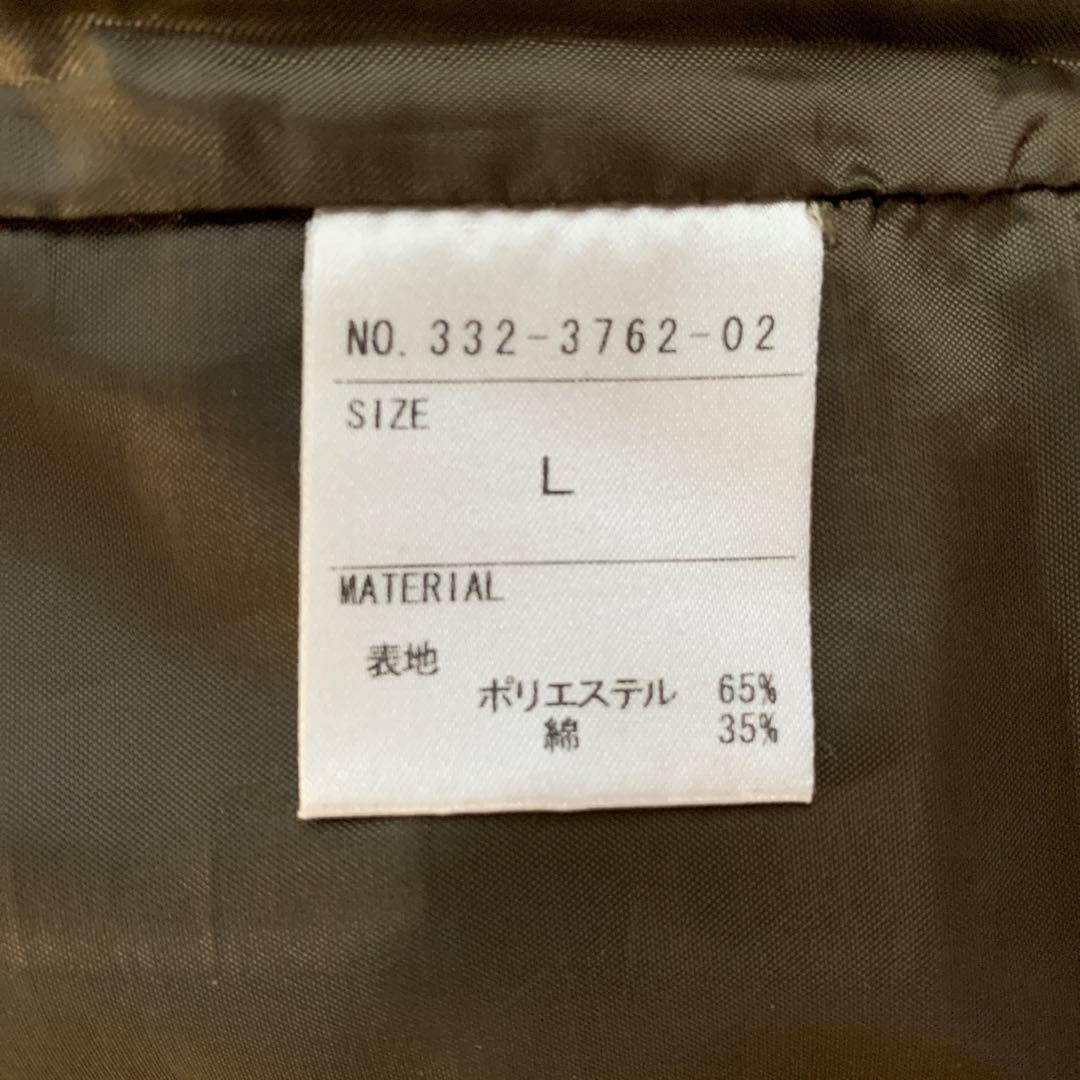 NO. 332-3762-02
SIZE
L
MATERIAL
表地
ポリエステル 65%
綿 35%